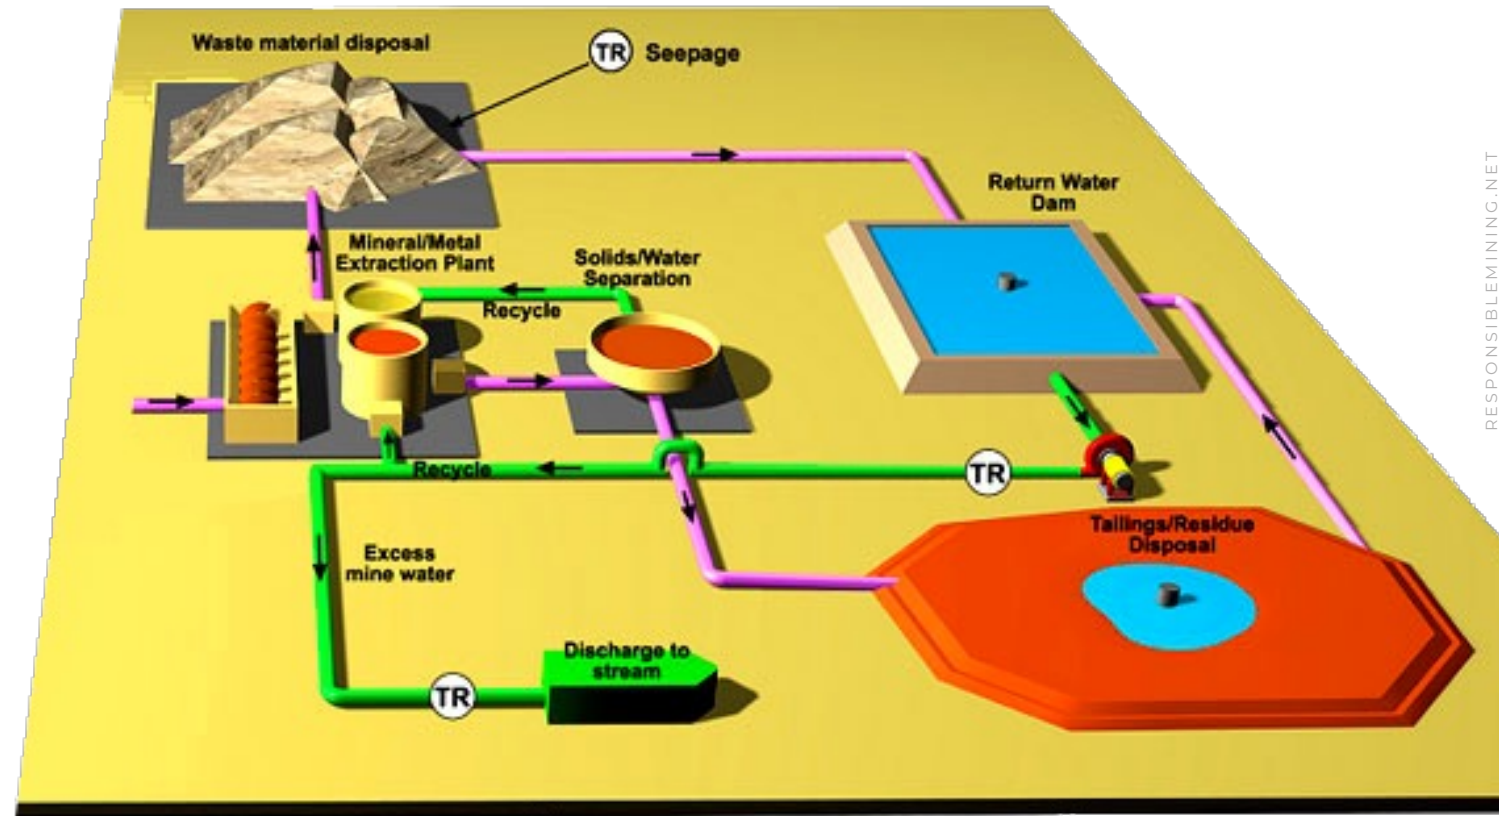 Waste material disposal
TR Seepage
Return Water
Dam
Mineral/Metal
Extraction Plant
Solids/Water
Separation
Recycle
Recycle
TR
Tailings/Residue
Disposal
Excess
mine water
Discharge to
stream
TR
RESPONSIBLEMINING.NET